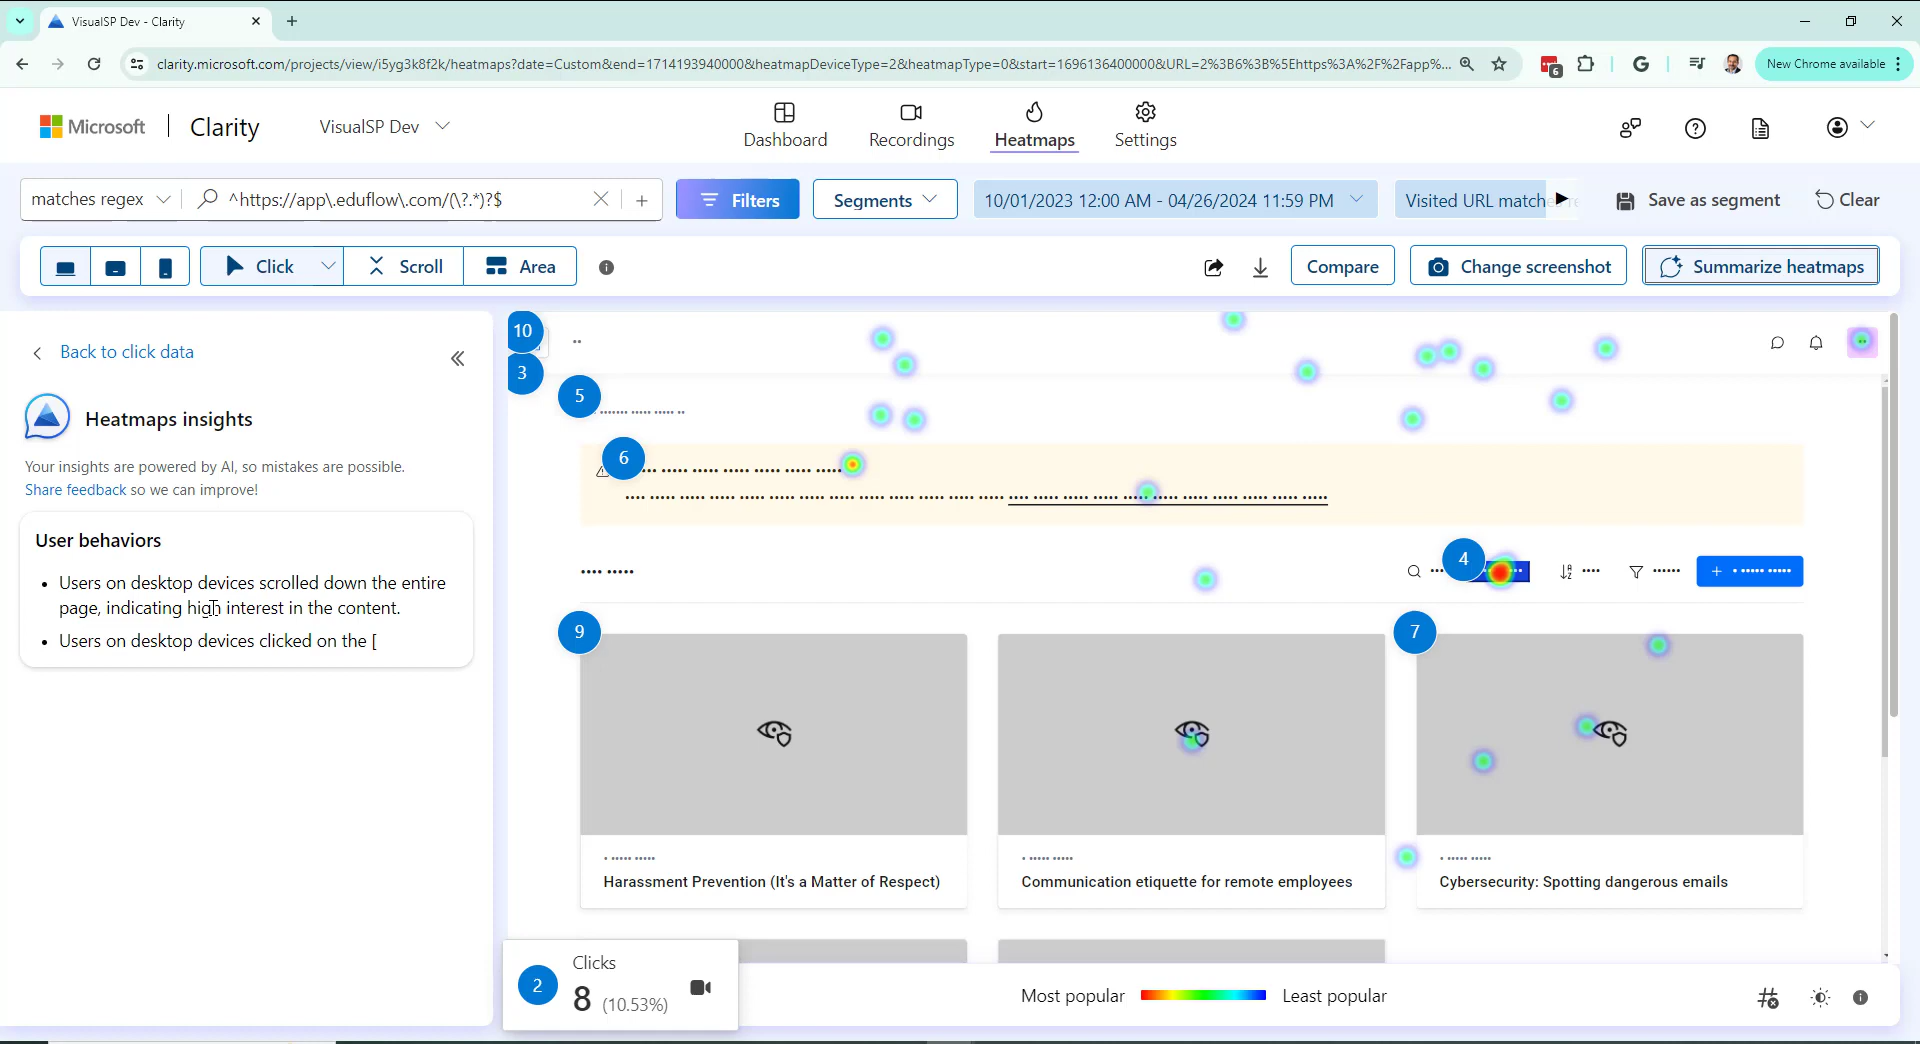 VisualSP Dev - Clarity
clarity.microsoft.com/projects/view/i5yg3k8f2k/heatmaps?date=Custom&end=1714193940000&heatmapDeviceType=2&heatmapType=0&start=1696136400000&URL=2%3B6%3B%5Ehttps%3A%2F%2Fapp%...
6
G
New Chrome available
Microsoft
Clarity
VisualSP Dev
Dashboard
Recordings
Heatmaps
Settings
matches regex
^https://app\.eduflow\.com/(\?.*)?$
Filters
Segments
10/01/2023 12:00 AM - 04/26/2024 11:59 PM
Visited URL matche
Save as segment
Clear
Click
Scroll
Area
Compare
Change screenshot
Summarize heatmaps
Back to click data
Heatmaps insights
Your insights are powered by AI, so mistakes are possible.
Share feedback so we can improve!
User behaviors
• Users on desktop devices scrolled down the entire
page, indicating high interest in the content.
• Users on desktop devices clicked on the [
10
3
5
6
4
9
7
Harassment Prevention (It's a Matter of Respect)
Communication etiquette for remote employees
Cybersecurity: Spotting dangerous emails
2
Clicks
8 (10.53%)
Most popular
Least popular